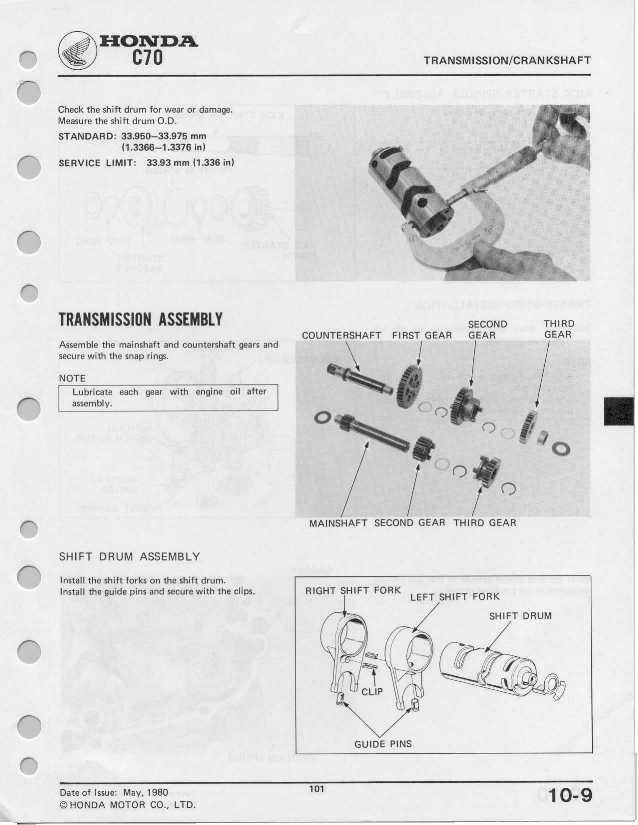 HONDA
C70
TRANSMISSION/CRANKSHAFT
Check the shift drum for wear or damage.
Measure the shift drum O.D.
STANDARD: 33.950–33.975 mm
(1.3366–1.3376 in)
SERVICE LIMIT: 33.93 mm (1.336 in)
TRANSMISSION ASSEMBLY
Assemble the mainshaft and countershaft gears and
secure with the snap rings.
NOTE
Lubricate each gear with engine oil after
assembly.
COUNTERSHAFT FIRST GEAR SECOND GEAR THIRD GEAR
MAINSHAFT SECOND GEAR THIRD GEAR
SHIFT DRUM ASSEMBLY
Install the shift forks on the shift drum.
Install the guide pins and secure with the clips.
RIGHT SHIFT FORK
LEFT SHIFT FORK
SHIFT DRUM
CLIP
GUIDE PINS
Date of Issue: May, 1980
© HONDA MOTOR CO., LTD.
101
10-9